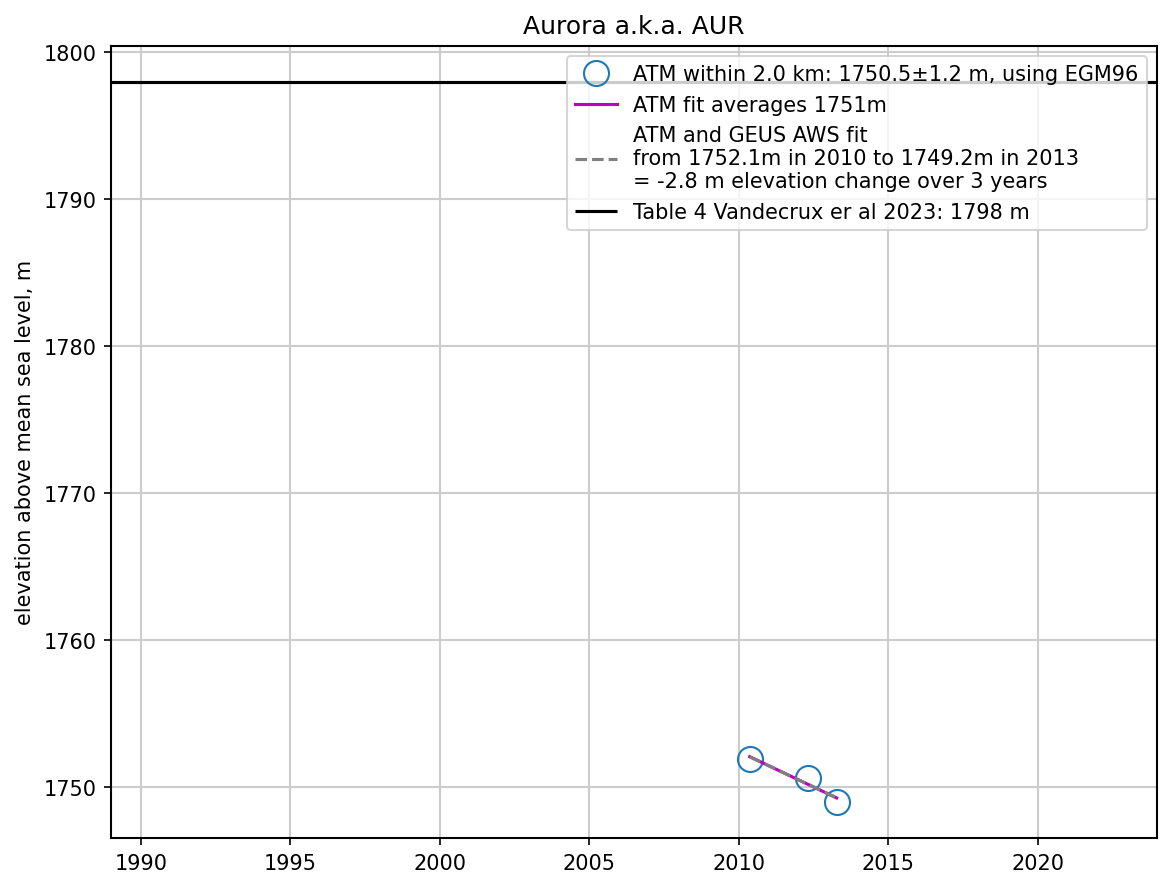 Aurora a.k.a. AUR
elevation above mean sea level, m
1800
1790
1780
1770
1760
1750
ATM within 2.0 km: 1750.5±1.2 m, using EGM96
ATM fit averages 1751m
ATM and GEUS AWS fit
from 1752.1m in 2010 to 1749.2m in 2013
= -2.8 m elevation change over 3 years
Table 4 Vandecrux er al 2023: 1798 m
1990
1995
2000
2005
2010
2015
2020